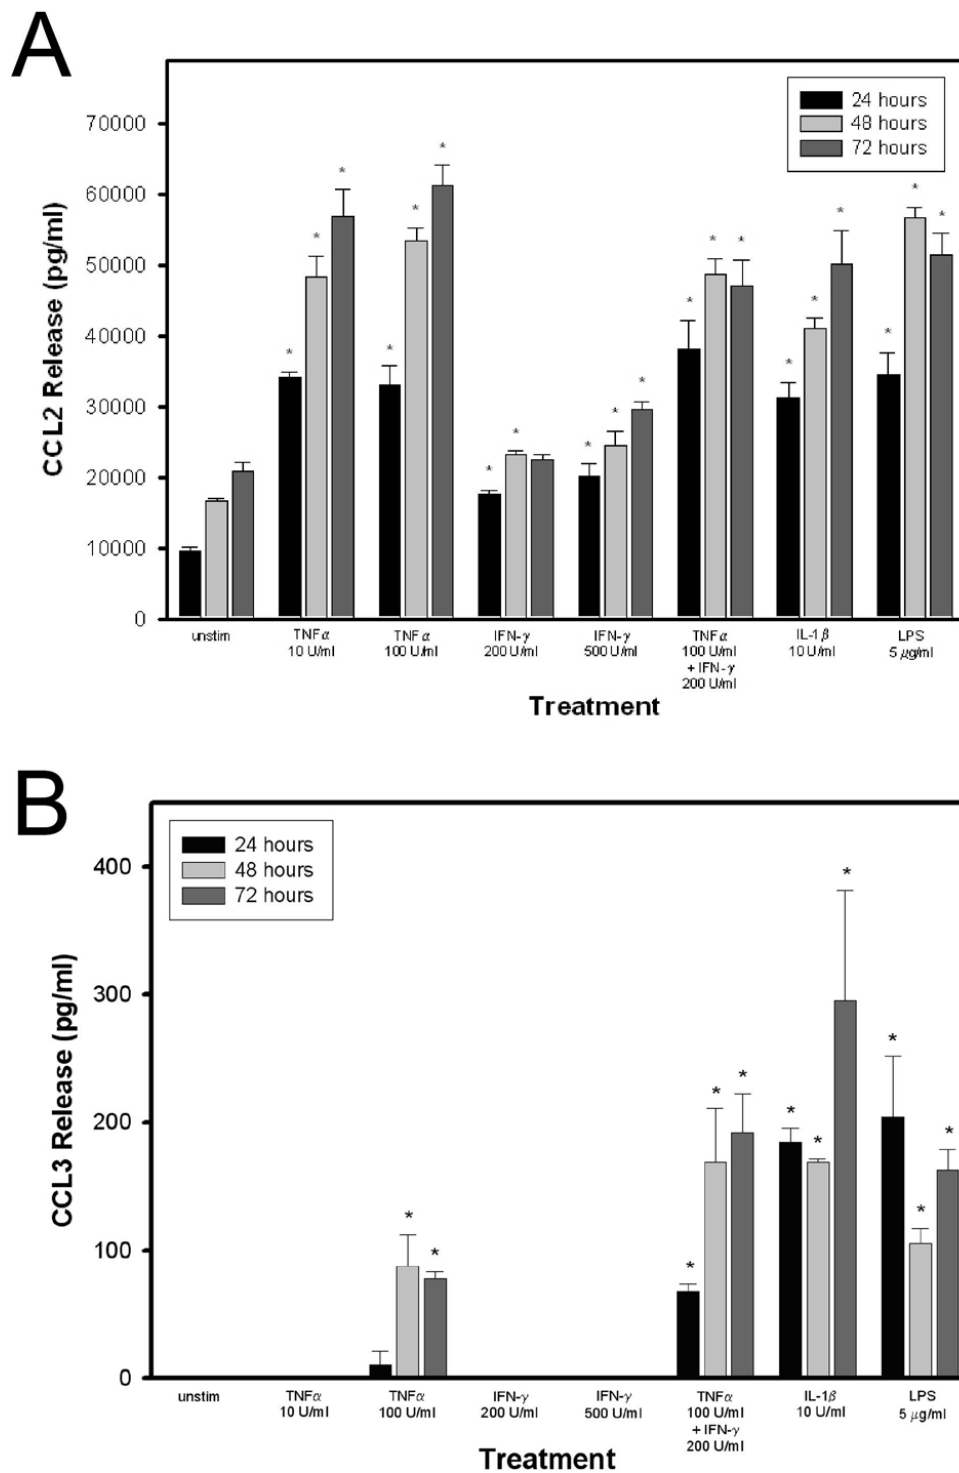 A
24 hours
48 hours
72 hours
CCL2 Release (pg/ml)
70000
60000
50000
40000
30000
20000
10000
0
* * * * * * * * * * * * * * * * * * * *
unstim
TNFα
10 U/ml
TNFα
100 U/ml
IFN-γ
200 U/ml
IFN-γ
500 U/ml
TNFα
100 U/ml
+ IFN-γ
200 U/ml
IL-1β
10 U/ml
LPS
5 μg/ml
Treatment
B
24 hours
48 hours
72 hours
CCL3 Release (pg/ml)
400
300
200
100
0
* * * * * * * * * * *
unstim
TNFα
10 U/ml
TNFα
100 U/ml
IFN-γ
200 U/ml
IFN-γ
500 U/ml
TNFα
100 U/ml
+ IFN-γ
200 U/ml
IL-1β
10 U/ml
LPS
5 μg/ml
Treatment